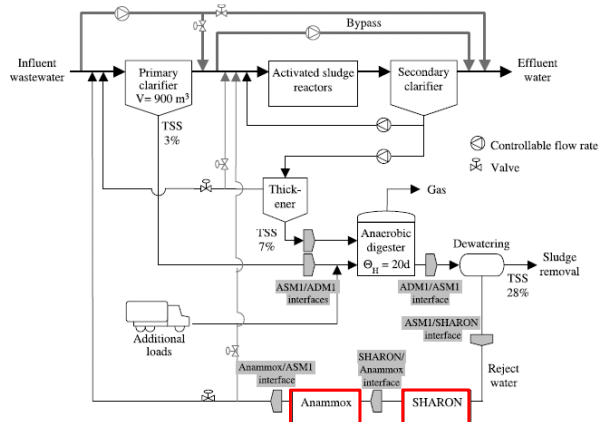 Bypass
Influent
wastewater
Primary
clarifier
V= 900 m³
Activated sludge
reactors
Secondary
clarifier
Effluent
water
TSS
3%
Controllable flow rate
Valve
Thick-
ener
Gas
TSS
7%
Anaerobic
digester
Θ_H = 20d
Dewatering
Sludge
removal
TSS
28%
ASM1/ADM1
interfaces
ADM1/ASM1
interface
ASM1/SHARON
interface
Additional
loads
Reject
water
Anammox/ASM1
interface
SHARON/
Anammox
interface
Anammox
SHARON